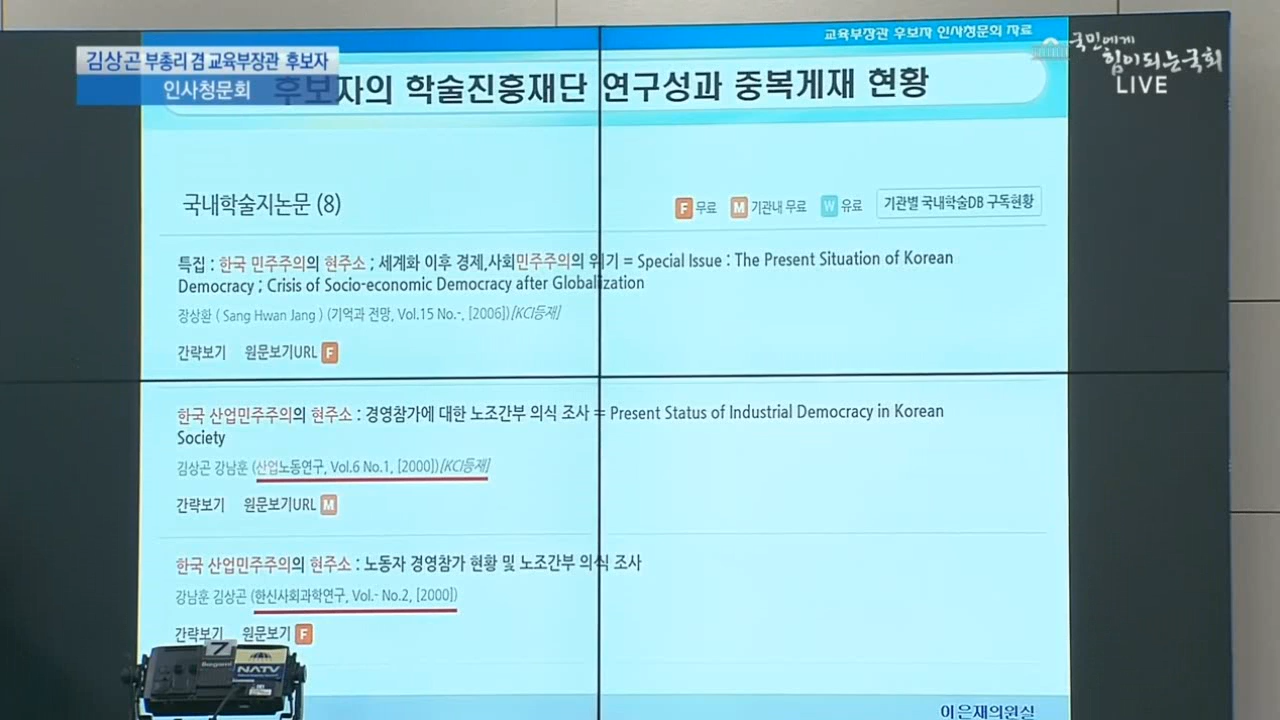 김상곤 부총리 겸 교육부장관 후보자
인사청문회
교육부장관 후보자 인사청문회 자료
국민에게
힘이되는국회
LIVE
후보자의 학술진흥재단 연구성과 중복게재 현황
국내학술지논문 (8)
F 무료 M 기관내 무료 W 유료 기관별 국내학술DB 구독현황
특집 : 한국 민주주의의 현주소 ; 세계화 이후 경제,사회민주주의의 위기 = Special Issue : The Present Situation of Korean
Democracy ; Crisis of Socio-economic Democracy after Globalization
장상환 ( Sang Hwan Jang ) (기억과 전망, Vol.15 No.-, [2006])[KCI등재]
간략보기 원문보기URL F
한국 산업민주주의의 현주소 : 경영참가에 대한 노조간부 의식 조사 = Present Status of Industrial Democracy in Korean
Society
김상곤 강남훈 (산업노동연구, Vol.6 No.1, [2000])[KCI등재]
간략보기 원문보기URL M
한국 산업민주주의의 현주소 : 노동자 경영참가 현황 및 노조간부 의식 조사
강남훈 김상곤 (한신사회과학연구, Vol.- No.2, [2000])
간략보기 원문보기 F
7
NATV
이은재의원실